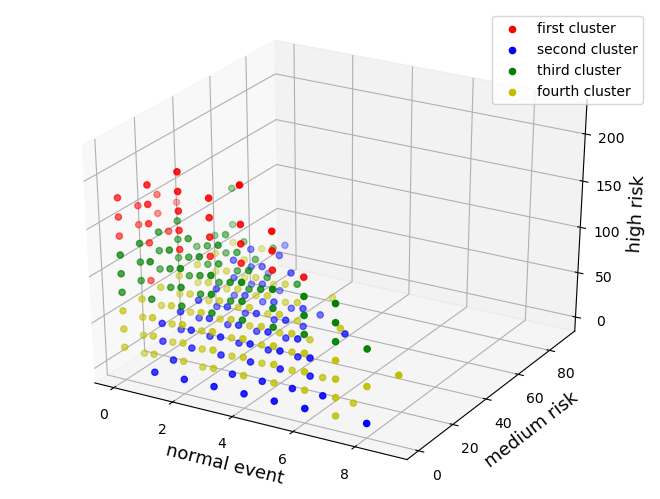 first cluster
second cluster
third cluster
fourth cluster
200
150
100
50
0
high risk
80
60
40
20
0
medium risk
0
2
4
6
8
normal event